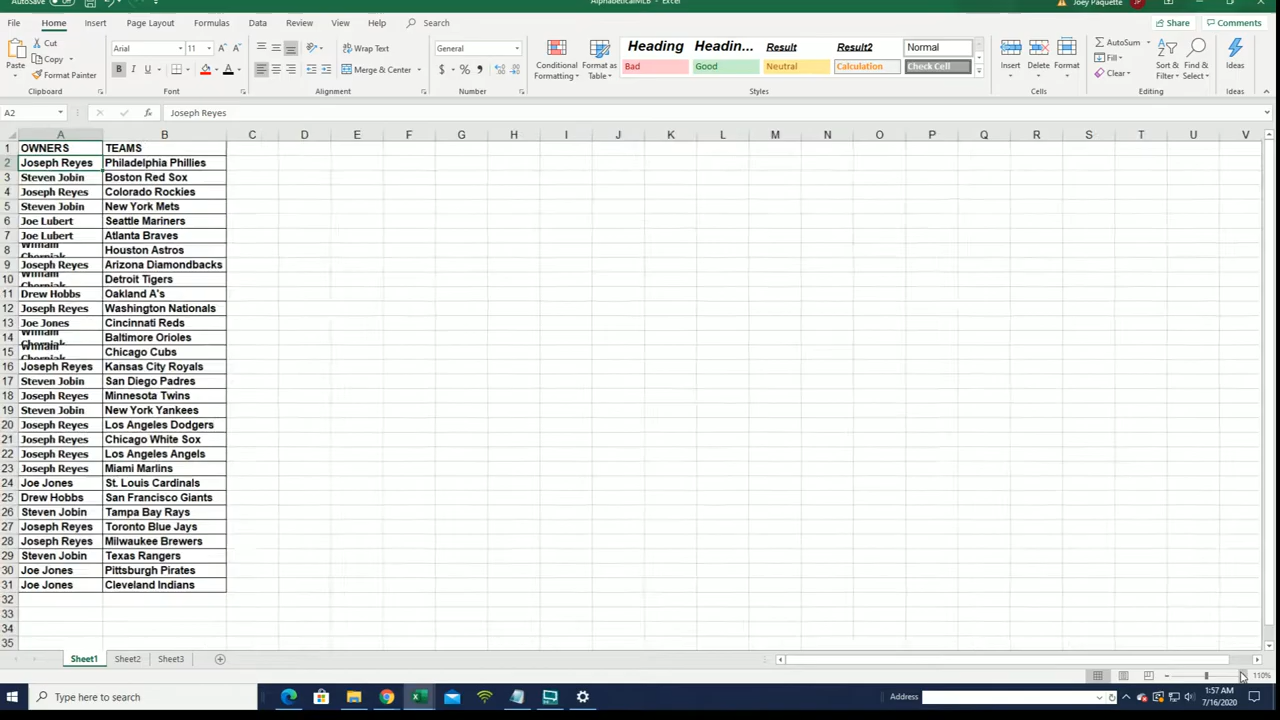 AutoSave
AlphabeticalMLB - Excel
Joey Paquette
JP
File Home Insert Page Layout Formulas Data Review View Help Search
Share Comments
Cut
Copy
Format Painter
Paste
Clipboard
Arial 11
B I U
Font
Wrap Text
Merge & Center
Alignment
General
$ % ,
Number
Conditional Formatting
Format as Table
Heading Headin... Result Result2 Normal
Bad Good Neutral Calculation Check Cell
Styles
Insert Delete Format
Cells
AutoSum
Fill
Clear
Sort & Filter
Find & Select
Editing
Ideas
Ideas
A2 fx Joseph Reyes
A B C D E F G H I J K L M N O P Q R S T U V
1 OWNERS TEAMS
2 Joseph Reyes Philadelphia Phillies
3 Steven Jobin Boston Red Sox
4 Joseph Reyes Colorado Rockies
5 Steven Jobin New York Mets
6 Joe Lubert Seattle Mariners
7 Joe Lubert Atlanta Braves
8 William Cherniak Houston Astros
9 Joseph Reyes Arizona Diamondbacks
10 William Cherniak Detroit Tigers
11 Drew Hobbs Oakland A's
12 Joseph Reyes Washington Nationals
13 Joe Jones Cincinnati Reds
14 William Cherniak Baltimore Orioles
15 William Cherniak Chicago Cubs
16 Joseph Reyes Kansas City Royals
17 Steven Jobin San Diego Padres
18 Joseph Reyes Minnesota Twins
19 Steven Jobin New York Yankees
20 Joseph Reyes Los Angeles Dodgers
21 Joseph Reyes Chicago White Sox
22 Joseph Reyes Los Angeles Angels
23 Joseph Reyes Miami Marlins
24 Joe Jones St. Louis Cardinals
25 Drew Hobbs San Francisco Giants
26 Steven Jobin Tampa Bay Rays
27 Joseph Reyes Toronto Blue Jays
28 Joseph Reyes Milwaukee Brewers
29 Steven Jobin Texas Rangers
30 Joe Jones Pittsburgh Pirates
31 Joe Jones Cleveland Indians
32
33
34
35
Sheet1 Sheet2 Sheet3
110%
Type here to search
Address
1:57 AM
7/16/2020